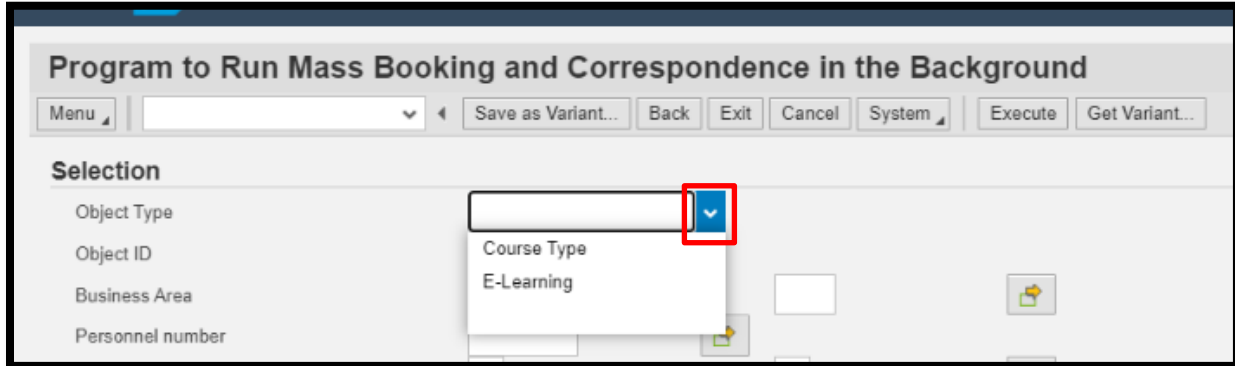 Program to Run Mass Booking and Correspondence in the Background
Menu Save as Variant... Back Exit Cancel System Execute Get Variant...
Selection
Object Type
Course Type
Object ID
E-Learning
Business Area
Personnel number